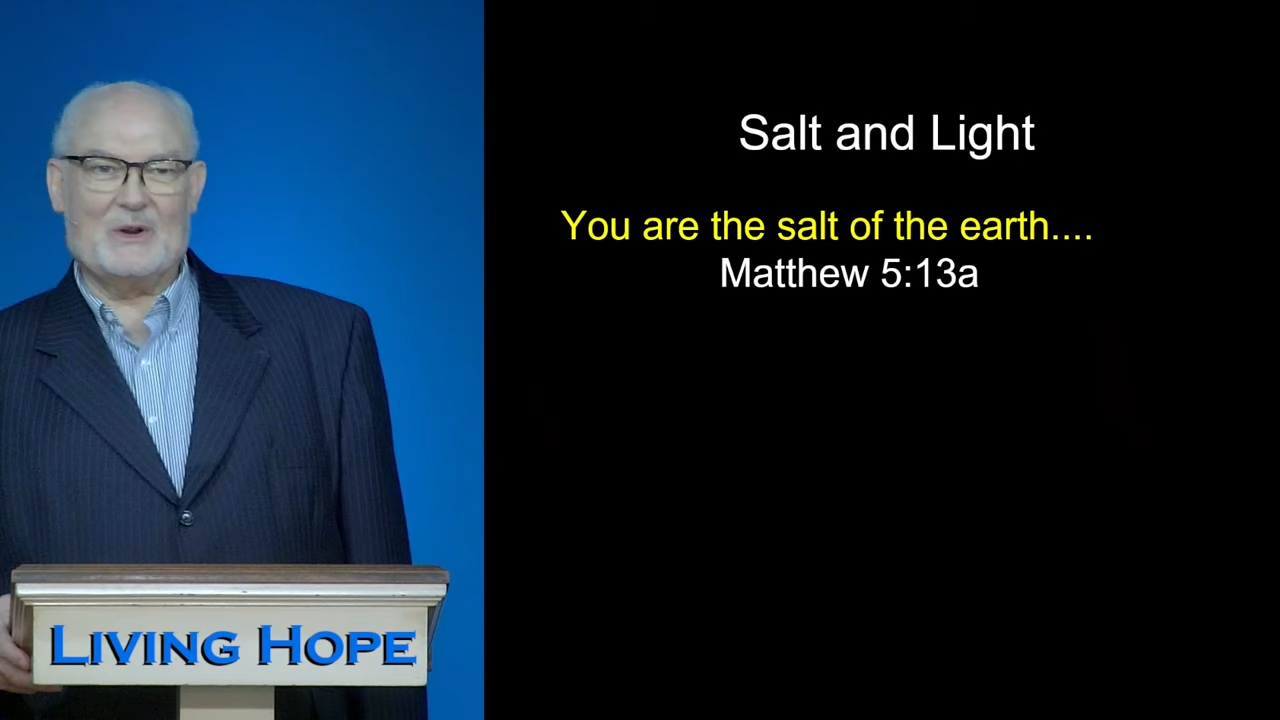 Salt and Light
You are the salt of the earth....
Matthew 5:13a
LIVING HOPE